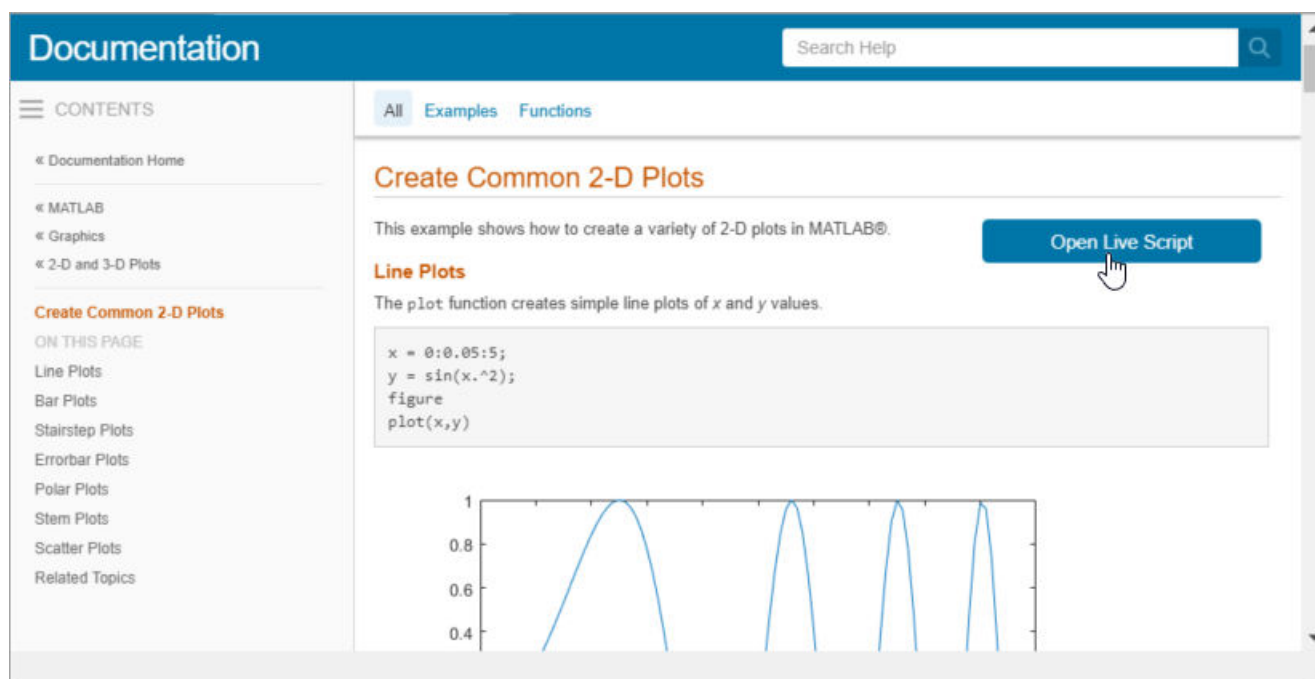 Documentation
Search Help
CONTENTS
« Documentation Home
« MATLAB
« Graphics
« 2-D and 3-D Plots
Create Common 2-D Plots
ON THIS PAGE
Line Plots
Bar Plots
Stairstep Plots
Errorbar Plots
Polar Plots
Stem Plots
Scatter Plots
Related Topics
All Examples Functions
Create Common 2-D Plots
This example shows how to create a variety of 2-D plots in MATLAB®.
Open Live Script
Line Plots
The plot function creates simple line plots of x and y values.
x = 0:0.05:5;
y = sin(x.^2);
figure
plot(x,y)
1
0.8
0.6
0.4